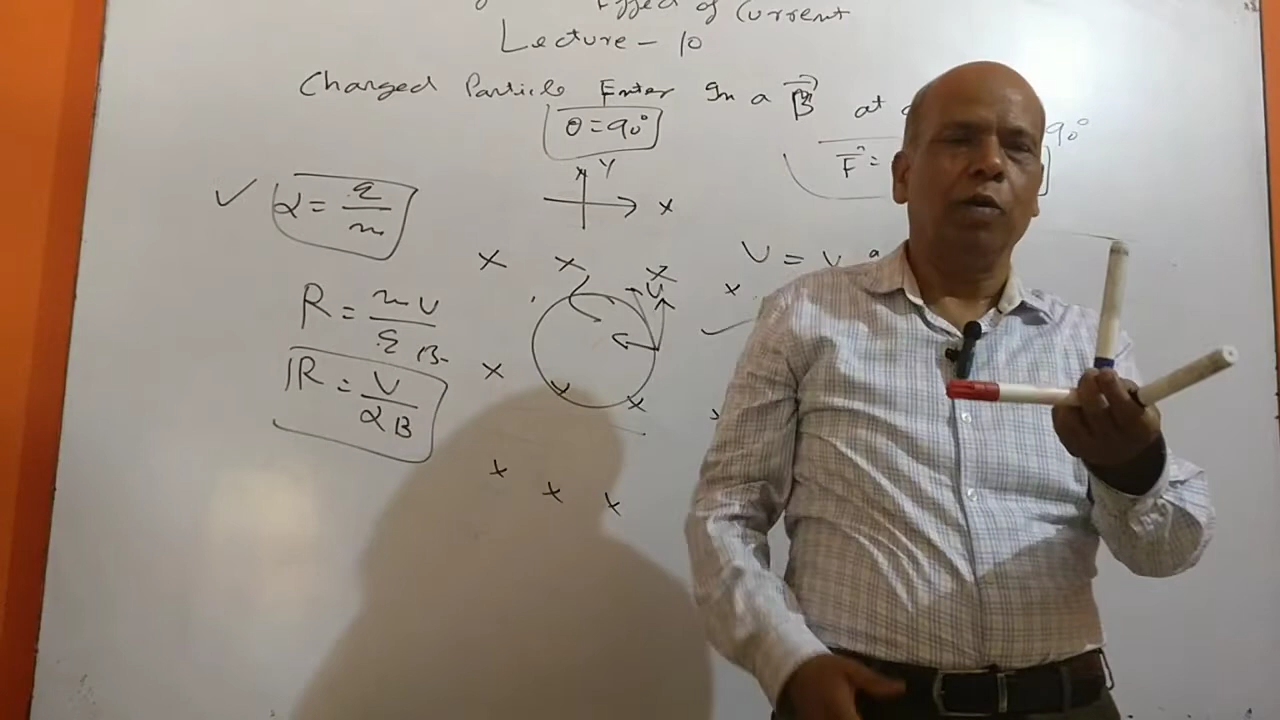 Effect of Current
Lecture - 10
Charged Particle Enter In a B⃗ at
θ = 90°
90°
F⃗ =
Y
X
α = q/m
V = V
R = mv/qB
V
R = V/αB